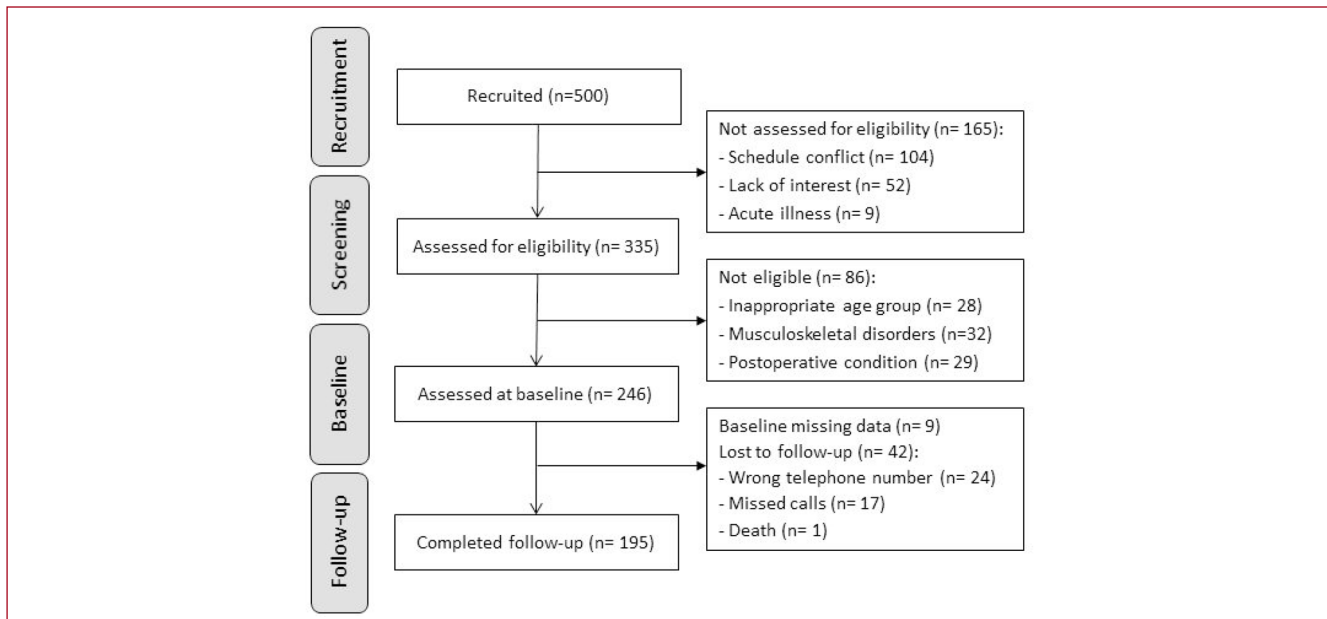 Recruitment
Recruited (n=500)
Not assessed for eligibility (n= 165):
- Schedule conflict (n= 104)
- Lack of interest (n= 52)
- Acute illness (n= 9)
Screening
Assessed for eligibility (n= 335)
Not eligible (n= 86):
- Inappropriate age group (n= 28)
- Musculoskeletal disorders (n=32)
- Postoperative condition (n= 29)
Baseline
Assessed at baseline (n= 246)
Baseline missing data (n= 9)
Lost to follow-up (n= 42):
- Wrong telephone number (n= 24)
- Missed calls (n= 17)
- Death (n= 1)
Follow-up
Completed follow-up (n= 195)